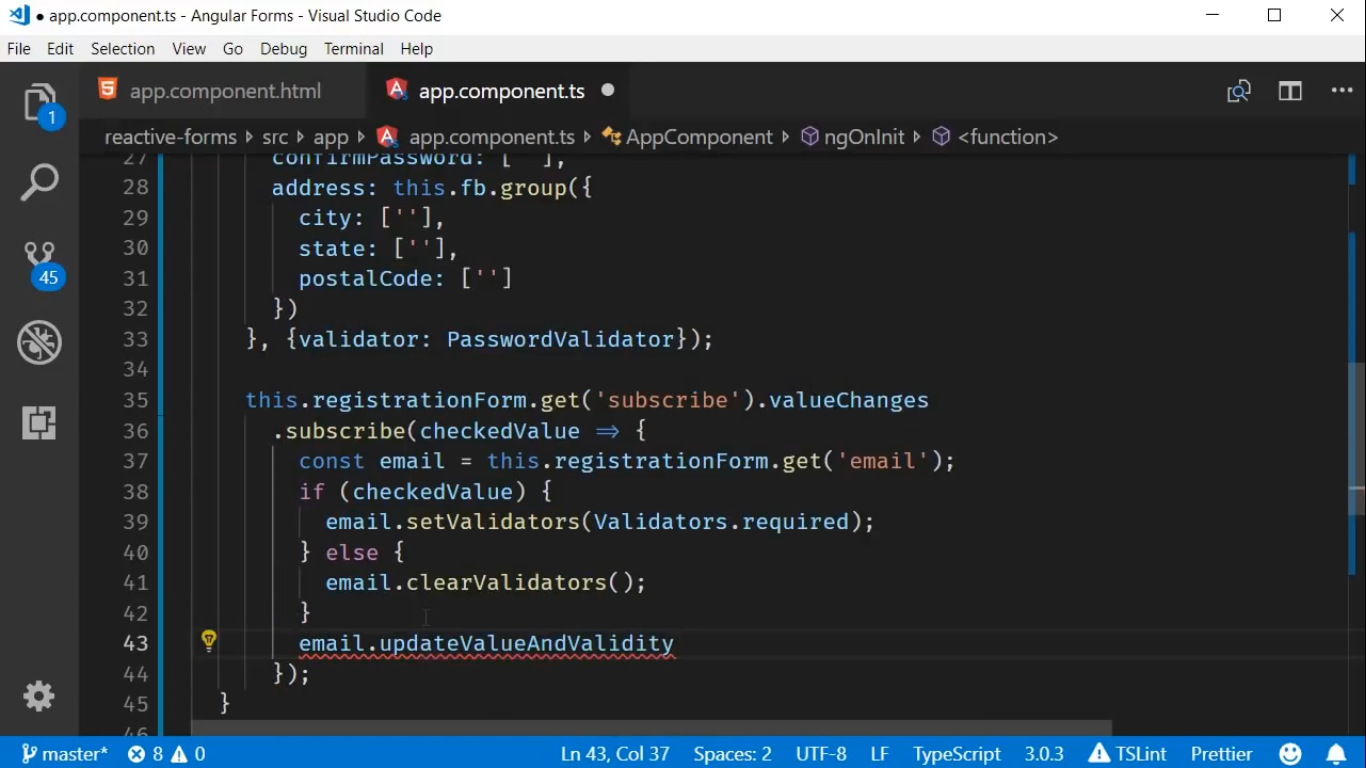 ● app.component.ts - Angular Forms - Visual Studio Code
File Edit Selection View Go Debug Terminal Help
app.component.html app.component.ts
1
reactive-forms src app app.component.ts AppComponent ngOnInit <function>
27 confirmPassword: [''],
28 address: this.fb.group({
29 city: [''],
30 state: [''],
31 postalCode: ['']
32 })
33 }, {validator: PasswordValidator});
34
35 this.registrationForm.get('subscribe').valueChanges
36 .subscribe(checkedValue => {
37 const email = this.registrationForm.get('email');
38 if (checkedValue) {
39 email.setValidators(Validators.required);
40 } else {
41 email.clearValidators();
42 }
43 email.updateValueAndValidity
44 });
45 }
46
45
master* 8 0 Ln 43, Col 37 Spaces: 2 UTF-8 LF TypeScript 3.0.3 TSLint Prettier